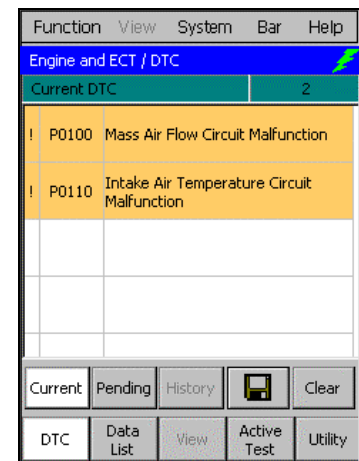 Function View System Bar Help
Engine and ECT / DTC
Current DTC 2
! P0100 Mass Air Flow Circuit Malfunction
! P0110 Intake Air Temperature Circuit
Malfunction
Current Pending History Clear
DTC Data List View Active Test Utility